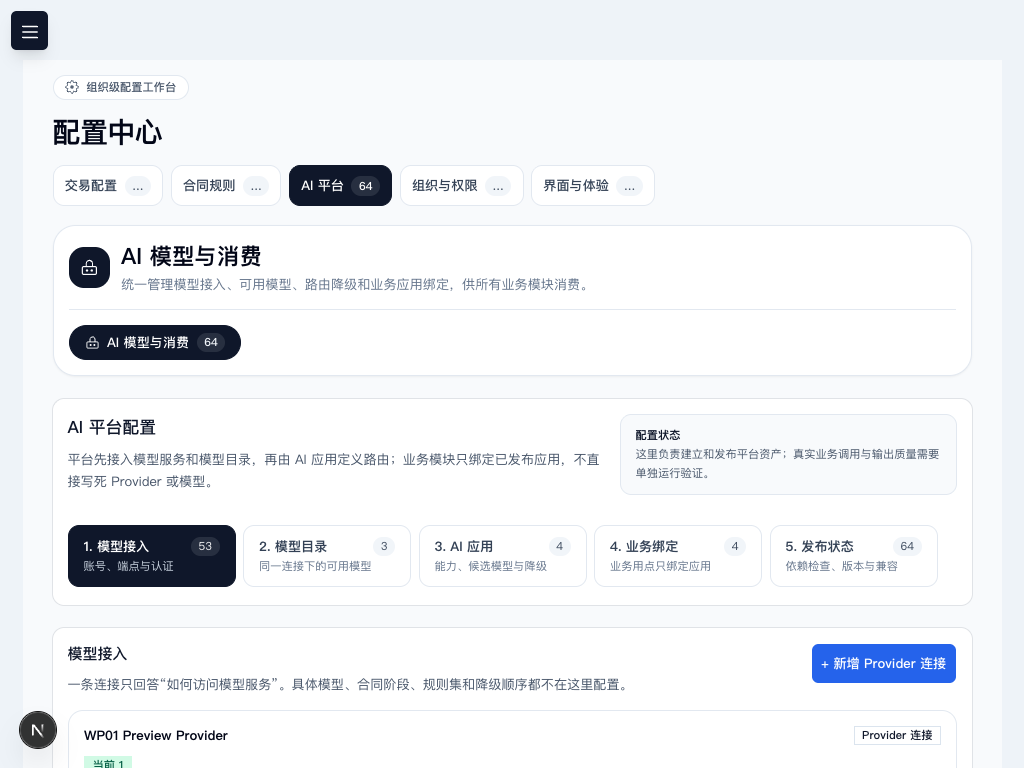 组织级配置工作台
配置中心
交易配置 ... 合同规则 ... AI 平台 64 组织与权限 ... 界面与体验 ...
AI 模型与消费
统一管理模型接入、可用模型、路由降级和业务应用绑定，供所有业务模块消费。
AI 模型与消费 64
AI 平台配置
平台先接入模型服务和模型目录，再由 AI 应用定义路由；业务模块只绑定已发布应用，不直
接写死 Provider 或模型。
配置状态
这里负责建立和发布平台资产；真实业务调用与输出质量需要
单独运行验证。
1. 模型接入 53
账号、端点与认证
2. 模型目录 3
同一连接下的可用模型
3. AI 应用 4
能力、候选模型与降级
4. 业务绑定 4
业务用点只绑定应用
5. 发布状态 64
依赖检查、版本与兼容
模型接入
一条连接只回答“如何访问模型服务”。具体模型、合同阶段、规则集和降级顺序都不在这里配置。
+ 新增 Provider 连接
WP01 Preview Provider
Provider 连接
当前 1
N